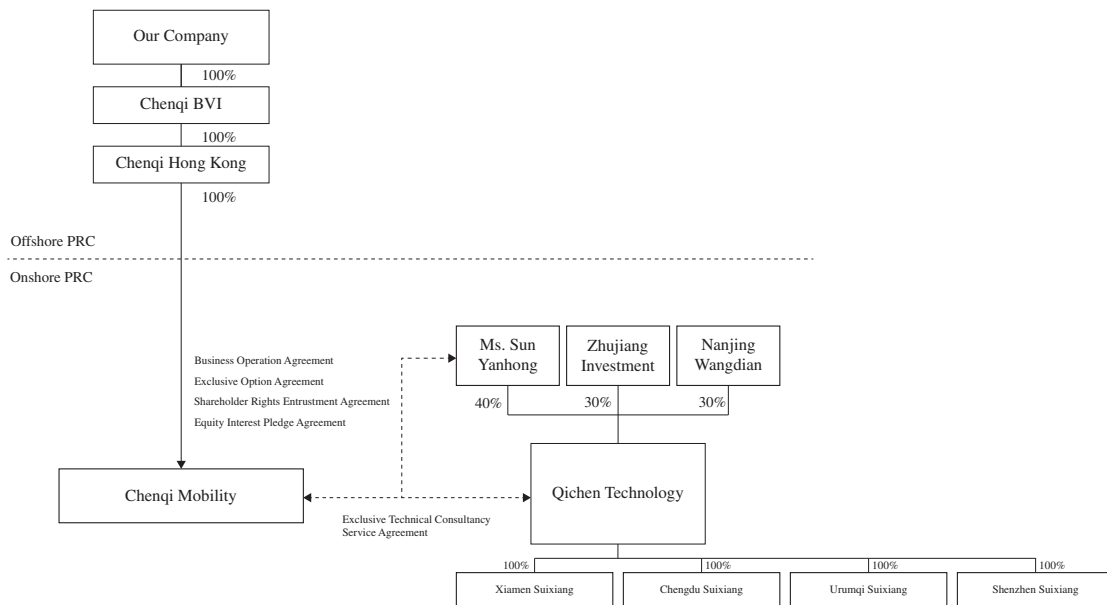 Our Company
100%
Chenqi BVI
100%
Chenqi Hong Kong
100%
Offshore PRC
Onshore PRC
Business Operation Agreement
Exclusive Option Agreement
Shareholder Rights Entrustment Agreement
Equity Interest Pledge Agreement
Ms. Sun
Yanhong
Zhujiang
Investment
Nanjing
Wangdian
40%
30%
30%
Chenqi Mobility
Qichen Technology
Exclusive Technical Consultancy
Service Agreement
100%
100%
100%
100%
Xiamen Suixiang
Chengdu Suixiang
Urumqi Suixiang
Shenzhen Suixiang